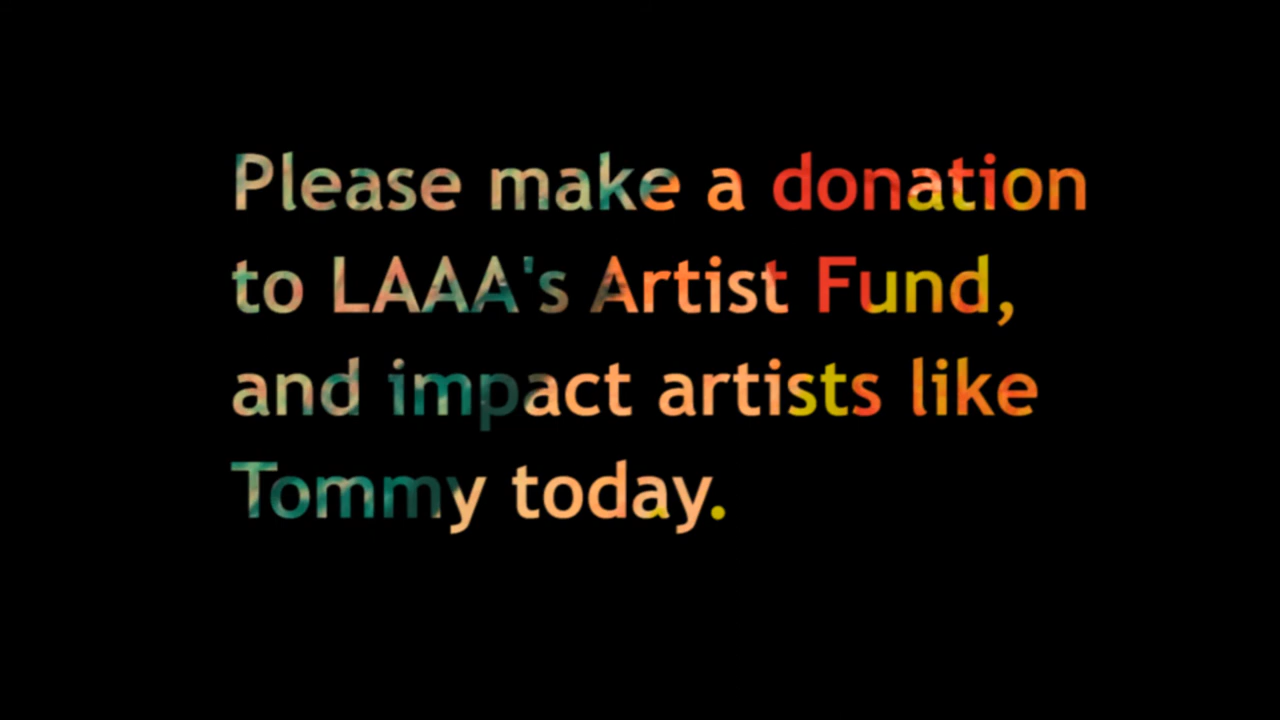 Please make a donation
to LAAA's Artist Fund,
and impact artists like
Tommy today.